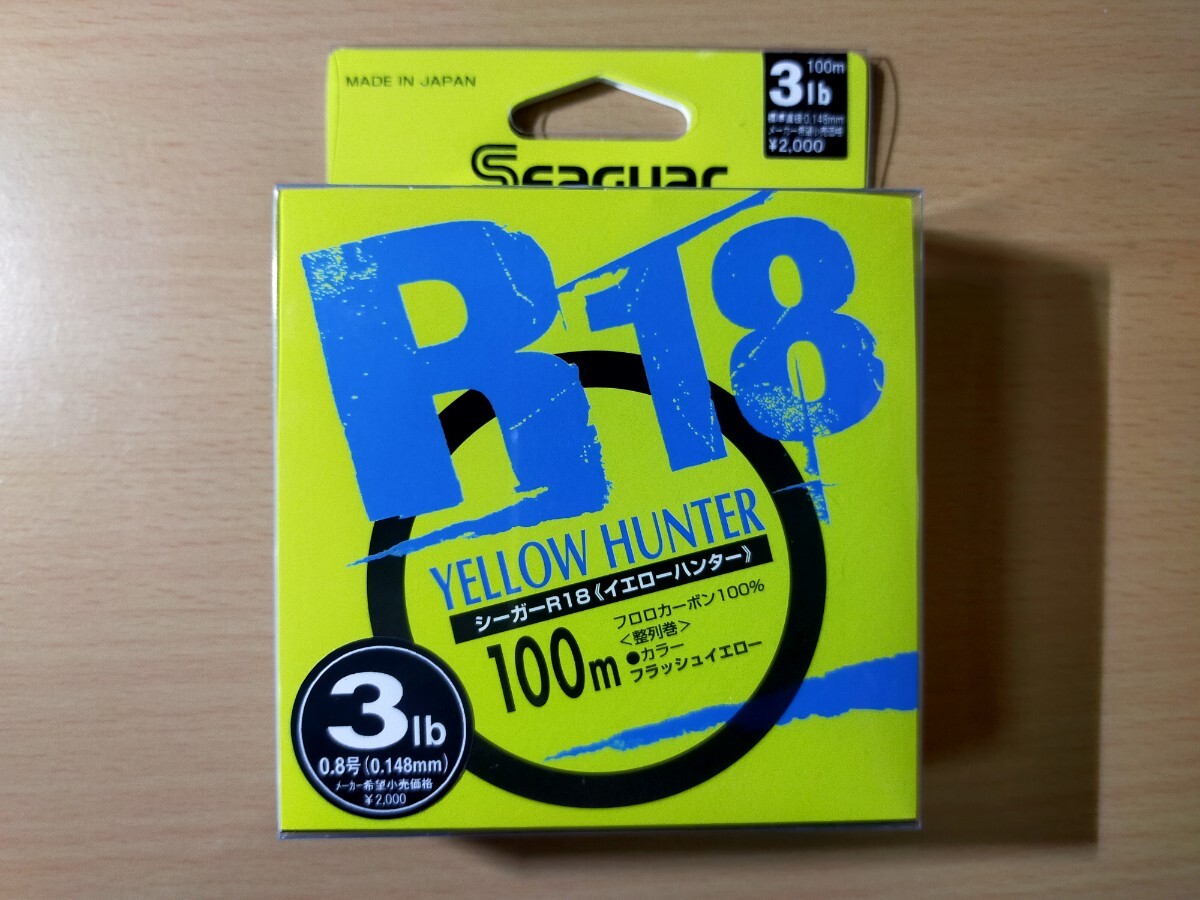 MADE IN JAPAN
100m
3lb
標準直径0.148mm
メーカー希望小売価格
¥2,000
Seaguar
R18
YELLOW HUNTER
シーガーR18《イエローハンター》
100m
フロロカーボン100%
<整列巻>
●カラー
フラッシュイエロー
3lb
0.8号(0.148mm)
メーカー希望小売価格
¥2,000